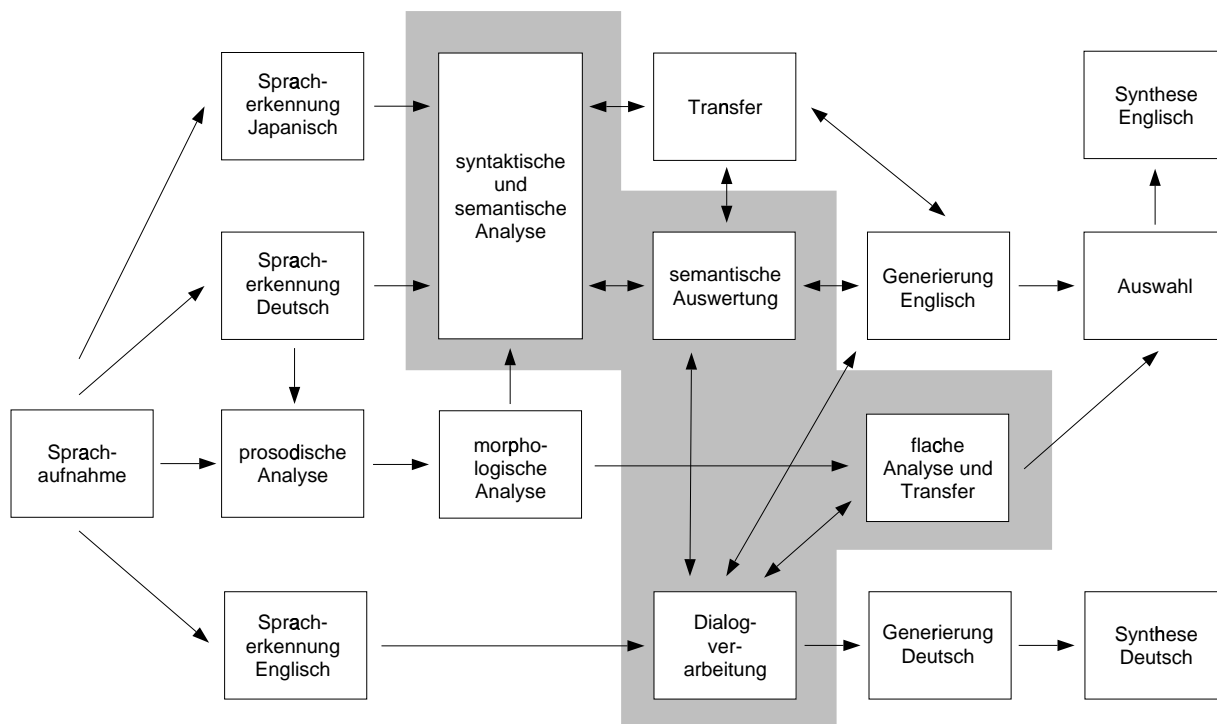 Sprach-
erkennung
Japanisch
syntaktische
und
semantische
Analyse
Transfer
Synthese
Englisch
Sprach-
erkennung
Deutsch
semantische
Auswertung
Generierung
Englisch
Auswahl
Sprach-
aufnahme
prosodische
Analyse
morpho-
logische
Analyse
flache
Analyse und
Transfer
Sprach-
erkennung
Englisch
Dialog-
ver-
arbeitung
Generierung
Deutsch
Synthese
Deutsch